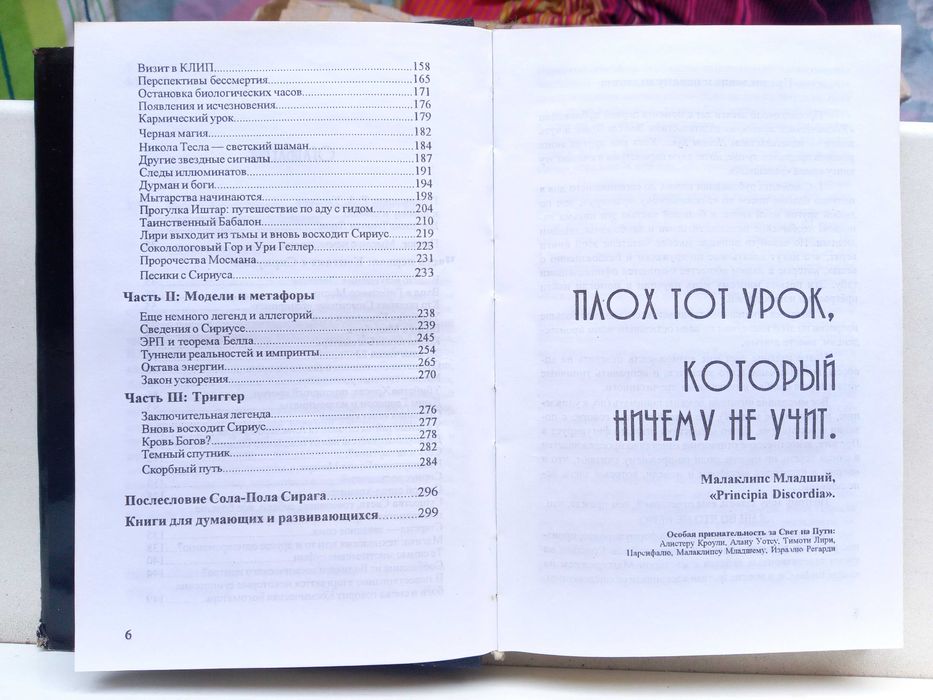 Визит в КЛИП....................158
Перспективы бессмертия....................165
Остановка биологических часов....................171
Появления и исчезновения....................176
Кармический урок....................179
Черная магия....................182
Никола Тесла — светский шаман....................184
Другие звездные сигналы....................187
Следы иллюминатов....................191
Дурман и боги....................194
Мытарства начинаются....................198
Прогулка Иштар: путешествие по аду с гидом....................204
Таинственный Бабалон....................210
Лири выходит из тьмы и вновь восходит Сириус....................219
Соколологовый Гор и Ури Геллер....................223
Пророчества Мосмана....................231
Песики с Сириуса....................233
Часть II: Модели и метафоры
Еще немного легенд и аллегорий....................238
Сведения о Сириусе....................239
ЭРП и теорема Белла....................245
Туннели реальностей и импринты....................254
Октава энергии....................265
Закон ускорения....................270
Часть III: Триггер
Заключительная легенда....................276
Вновь восходит Сириус....................277
Кровь Богов?....................278
Темный спутник....................282
Скорбный путь....................284
Послесловие Сола-Пола Сирага....................296
Книги для думающих и развивающихся....................299
6
ПЛОХ ТОТ УРОК,
КОТОРЫЙ
НИЧЕМУ НЕ УЧИТ.
Малаклипс Младший,
«Principia Discordia».
Особая признательность за Свет на Пути:
Алистеру Кроули, Алану Уотсу, Тимоти Лири,
Парсифалю, Малаклипсу Младшему, Израэлю Регарди